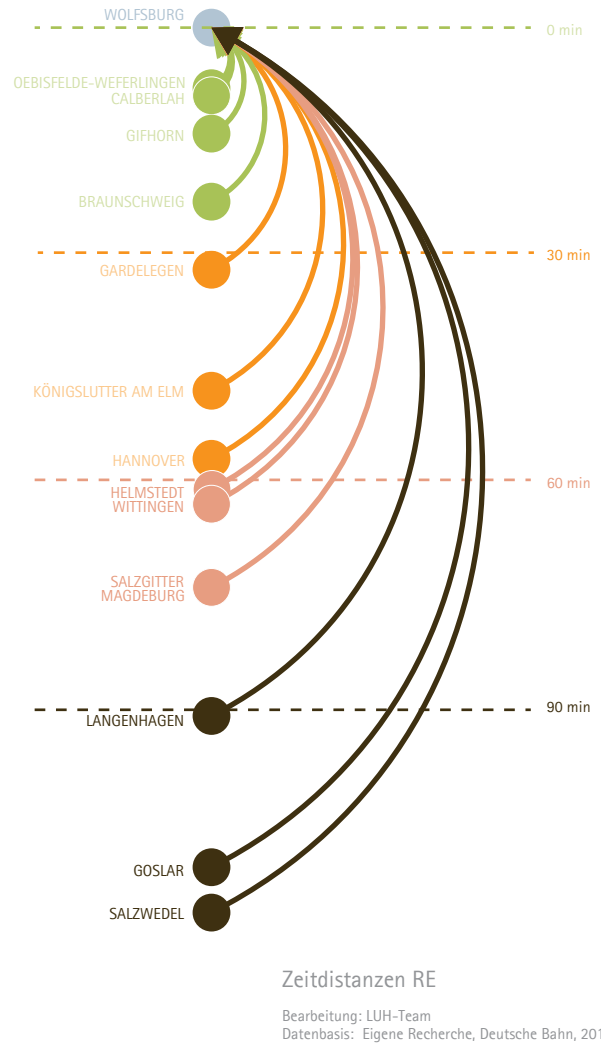 WOLFSBURG
0 min
OEBISFELDE-WEFERLINGEN
CALBERLAH
GIFHORN
BRAUNSCHWEIG
30 min
GARDELEGEN
KÖNIGSLUTTER AM ELM
HANNOVER
60 min
HELMSTEDT
WITTINGEN
SALZGITTER
MAGDEBURG
90 min
LANGENHAGEN
GOSLAR
SALZWEDEL
Zeitdistanzen RE
Bearbeitung: LUH-Team
Datenbasis: Eigene Recherche, Deutsche Bahn, 201